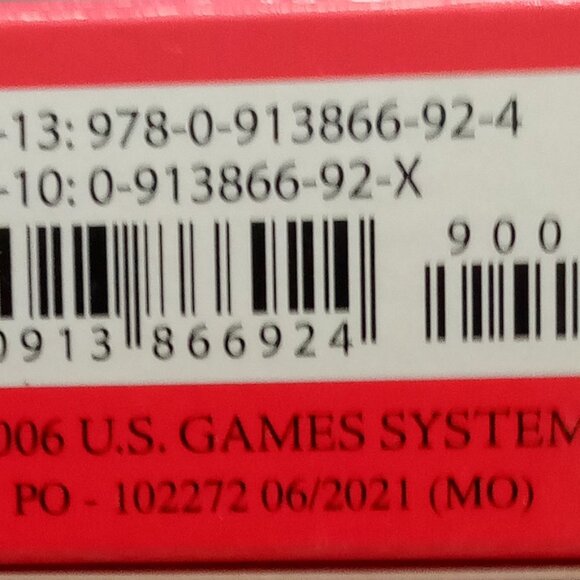 -13: 978-0-913866-92-4
-10: 0-913866-92-X
900
0913 866924
006 U.S. GAMES SYSTEM
PO - 102272 06/2021 (MO)